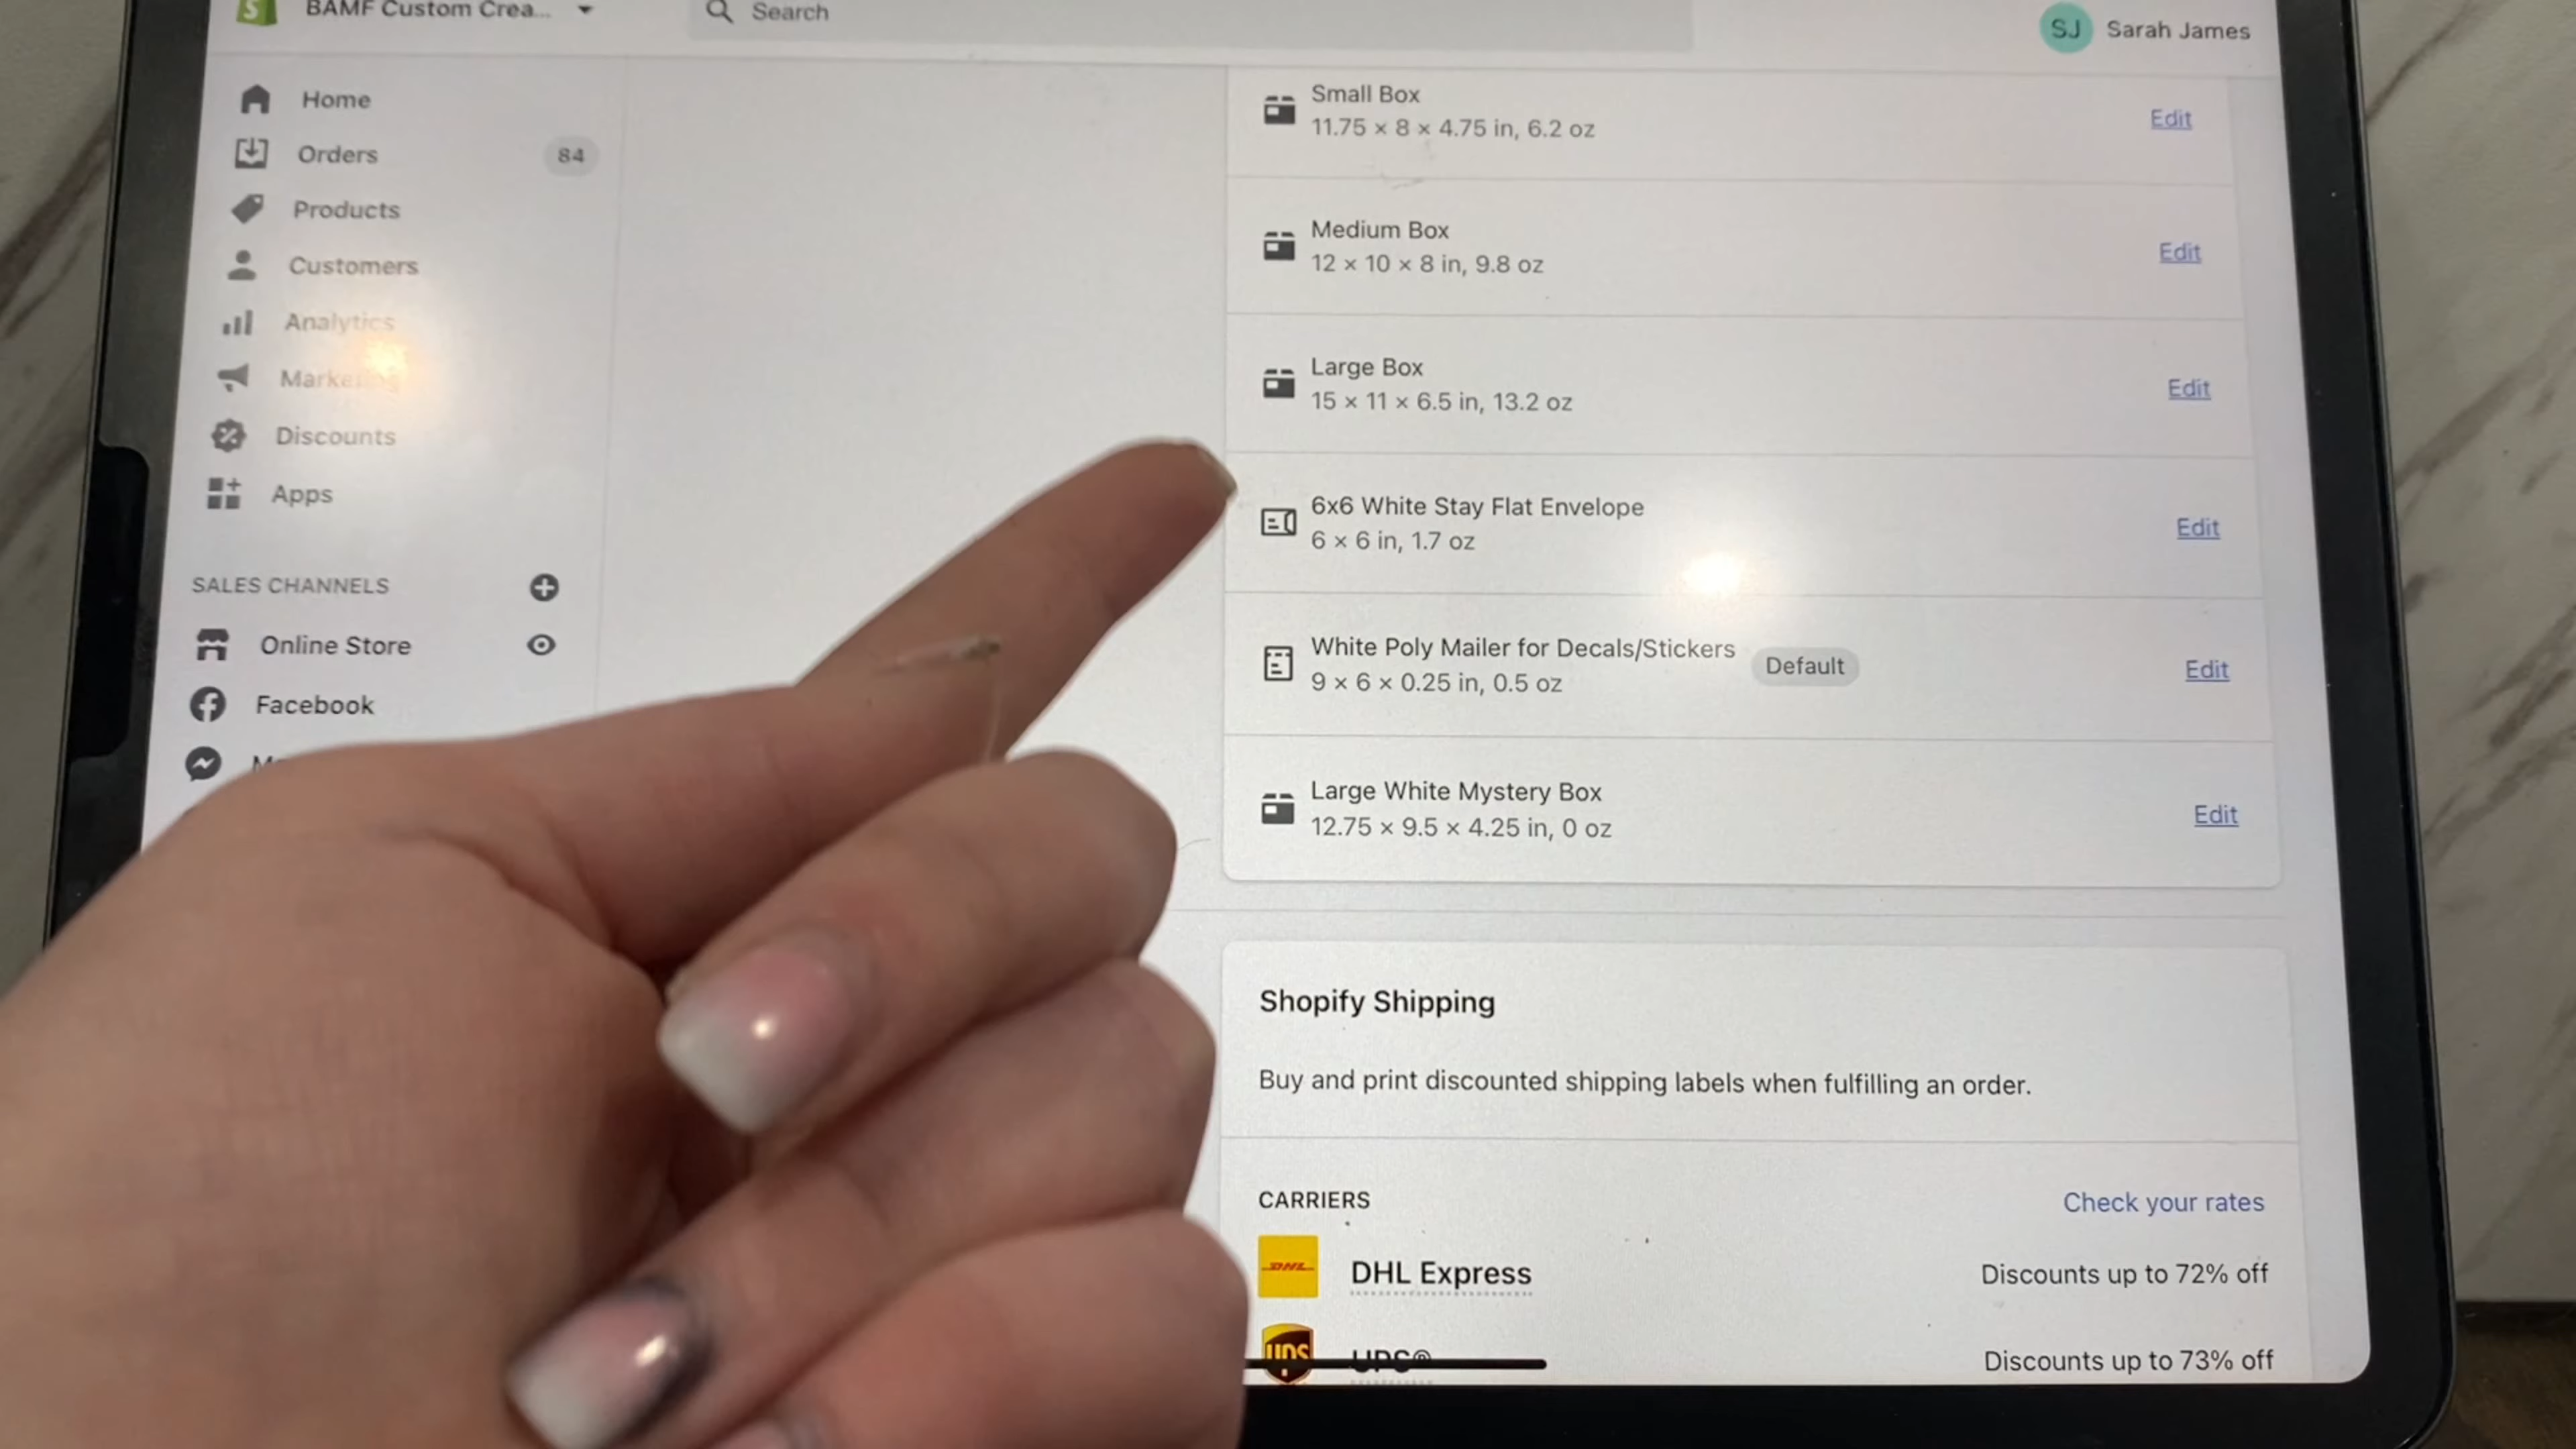 BAMF Custom Crea...
Search
SJ
Sarah James
Home
Orders
84
Products
Customers
Analytics
Marketing
Discounts
Apps
SALES CHANNELS
Online Store
Facebook
Small Box
11.75 × 8 × 4.75 in, 6.2 oz
Edit
Medium Box
12 × 10 × 8 in, 9.8 oz
Edit
Large Box
15 × 11 × 6.5 in, 13.2 oz
Edit
6x6 White Stay Flat Envelope
6 × 6 in, 1.7 oz
Edit
White Poly Mailer for Decals/Stickers
Default
9 × 6 × 0.25 in, 0.5 oz
Edit
Large White Mystery Box
12.75 × 9.5 × 4.25 in, 0 oz
Edit
Shopify Shipping
Buy and print discounted shipping labels when fulfilling an order.
CARRIERS
Check your rates
DHL
DHL Express
Discounts up to 72% off
ups
UPS®
Discounts up to 73% off